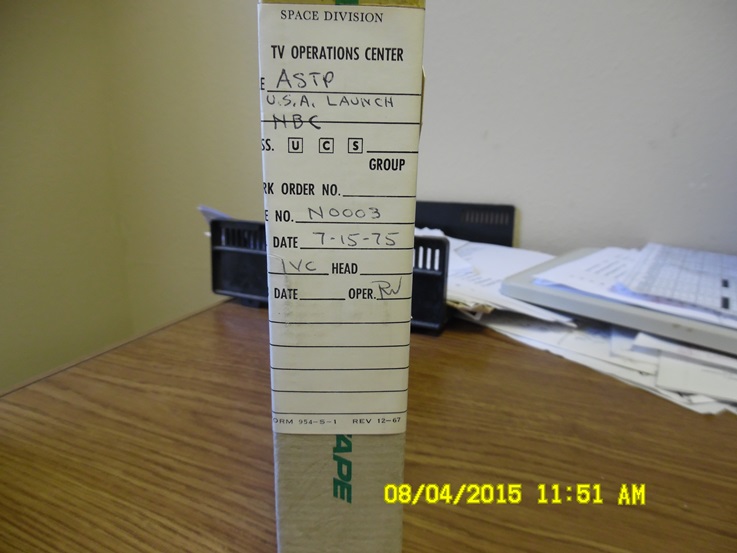 SPACE DIVISION
TV OPERATIONS CENTER
E ASTP
U.S.A. LAUNCH
NBC
SS. U C S
GROUP
RK ORDER NO.
E NO. N0003
DATE 7-15-75
IVC HEAD
DATE OPER. RW
ORM 954-S-1 REV 12-67
APE
08/04/2015 11:51 AM